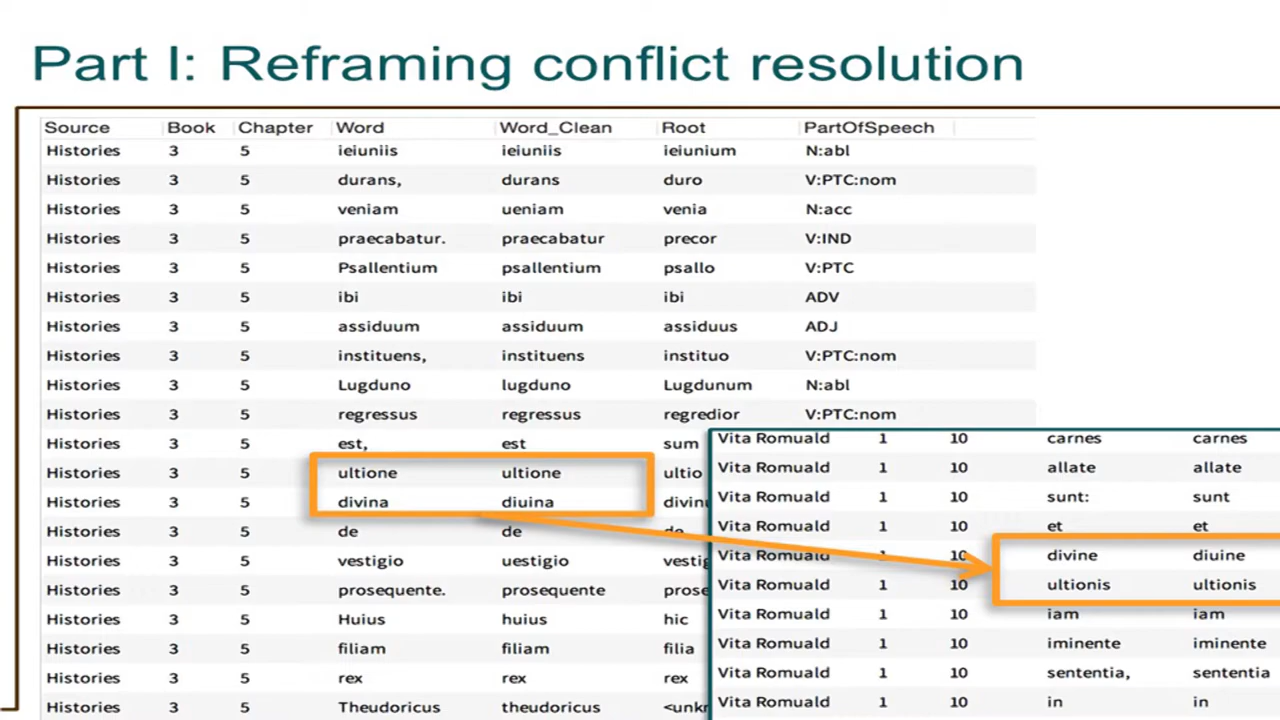 Part I: Reframing conflict resolution
Source Book Chapter Word Word_Clean Root PartOfSpeech
Histories 3 5 ieiuniis ieiuniis ieiunium N:abl
Histories 3 5 durans, durans duro V:PTC:nom
Histories 3 5 veniam ueniam venia N:acc
Histories 3 5 praecabatur. praecabatur precor V:IND
Histories 3 5 Psallentium psallentium psallo V:PTC
Histories 3 5 ibi ibi ibi ADV
Histories 3 5 assiduum assiduum assiduus ADJ
Histories 3 5 instituens, instituens instituo V:PTC:nom
Histories 3 5 Lugduno lugduno Lugdunum N:abl
Histories 3 5 regressus regressus regredior V:PTC:nom
Histories 3 5 est, est sum
Histories 3 5 ultione ultione ultio
Histories 3 5 divina diuina divinu
Histories 3 5 de de de
Histories 3 5 vestigio uestigio vestig
Histories 3 5 prosequente. prosequente prose
Histories 3 5 Huius huius hic
Histories 3 5 filiam filiam filia
Histories 3 5 rex rex rex
Histories 3 5 Theudoricus theudoricus <unkn
Vita Romuald 1 10 carnes carnes
Vita Romuald 1 10 allate allate
Vita Romuald 1 10 sunt: sunt
Vita Romuald 1 10 et et
Vita Romuald 1 10 divine diuine
Vita Romuald 1 10 ultionis ultionis
Vita Romuald 1 10 iam iam
Vita Romuald 1 10 iminente iminente
Vita Romuald 1 10 sententia, sententia
Vita Romuald 1 10 in in